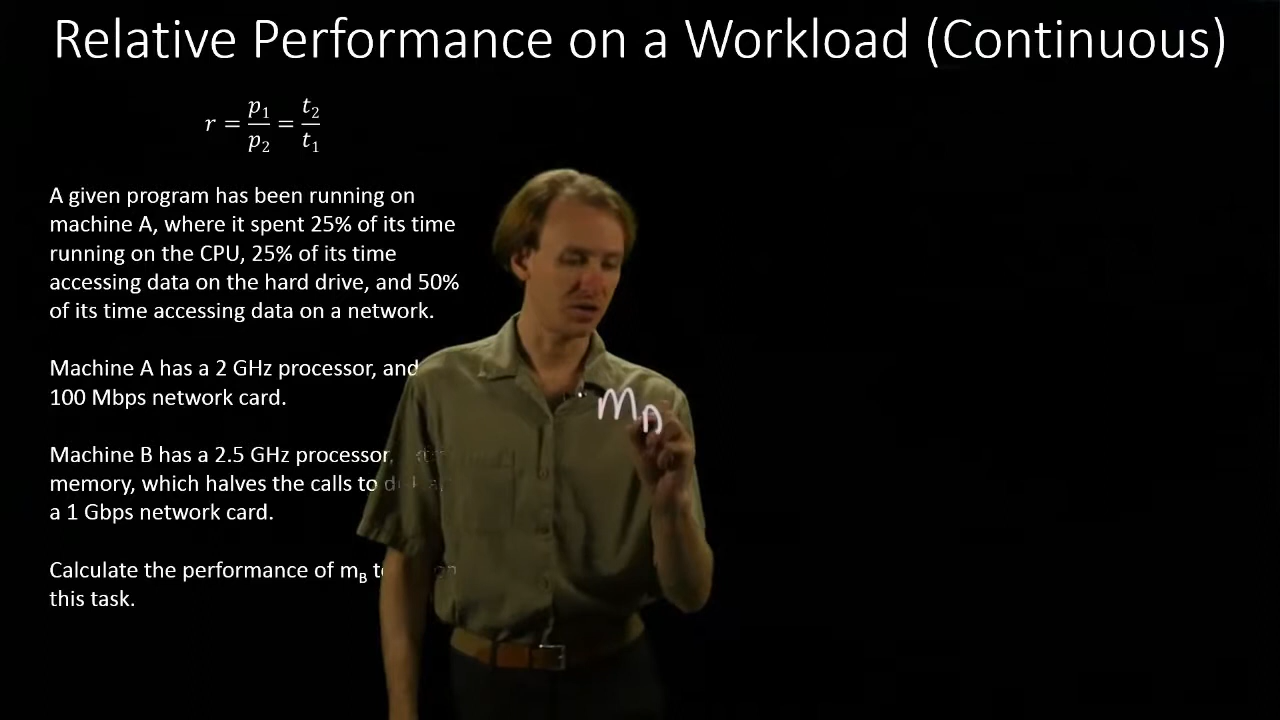 Relative Performance on a Workload (Continuous)
r = p₁/p₂ = t₂/t₁
A given program has been running on
machine A, where it spent 25% of its time
running on the CPU, 25% of its time
accessing data on the hard drive, and 50%
of its time accessing data on a network.
Machine A has a 2 GHz processor, and
100 Mbps network card.
Machine B has a 2.5 GHz processor,
memory, which halves the calls to
a 1 Gbps network card.
Calculate the performance of m_B
this task.
m